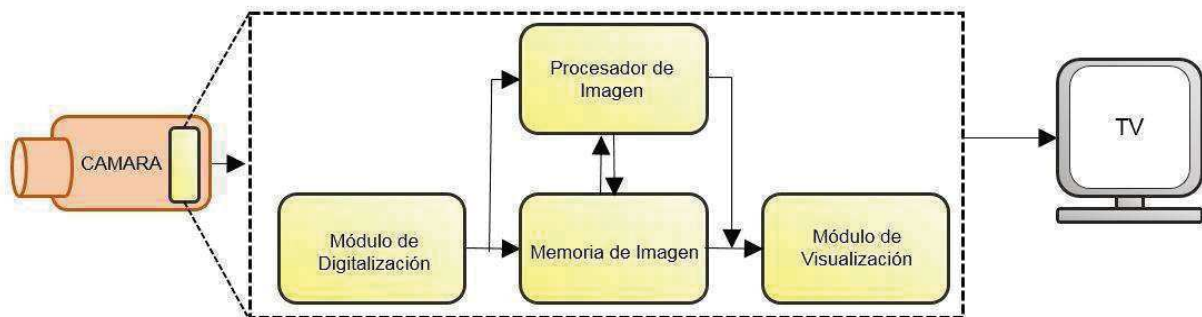 CAMARA
Procesador de
Imagen
Módulo de
Digitalización
Memoria de Imagen
Módulo de
Visualización
TV